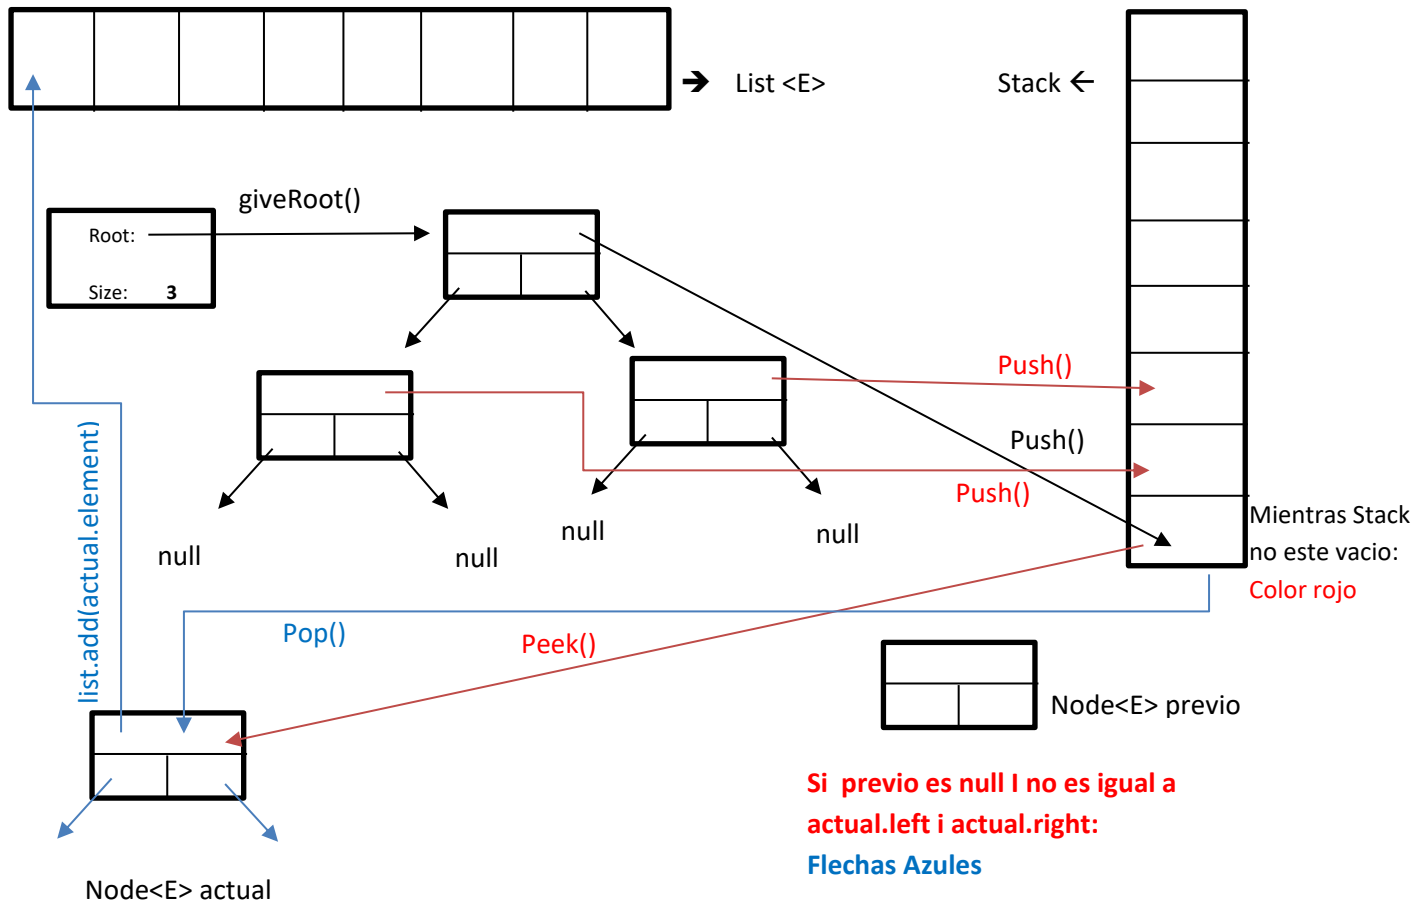 List <E>
Stack
giveRoot()
Root:
Size: 3
Push()
Push()
Push()
null
null
null
null
Mientras Stack
no este vacio:
Color rojo
list.add(actual.element)
Pop()
Peek()
Node<E> previo
Si previo es null I no es igual a
actual.left i actual.right:
Flechas Azules
Node<E> actual